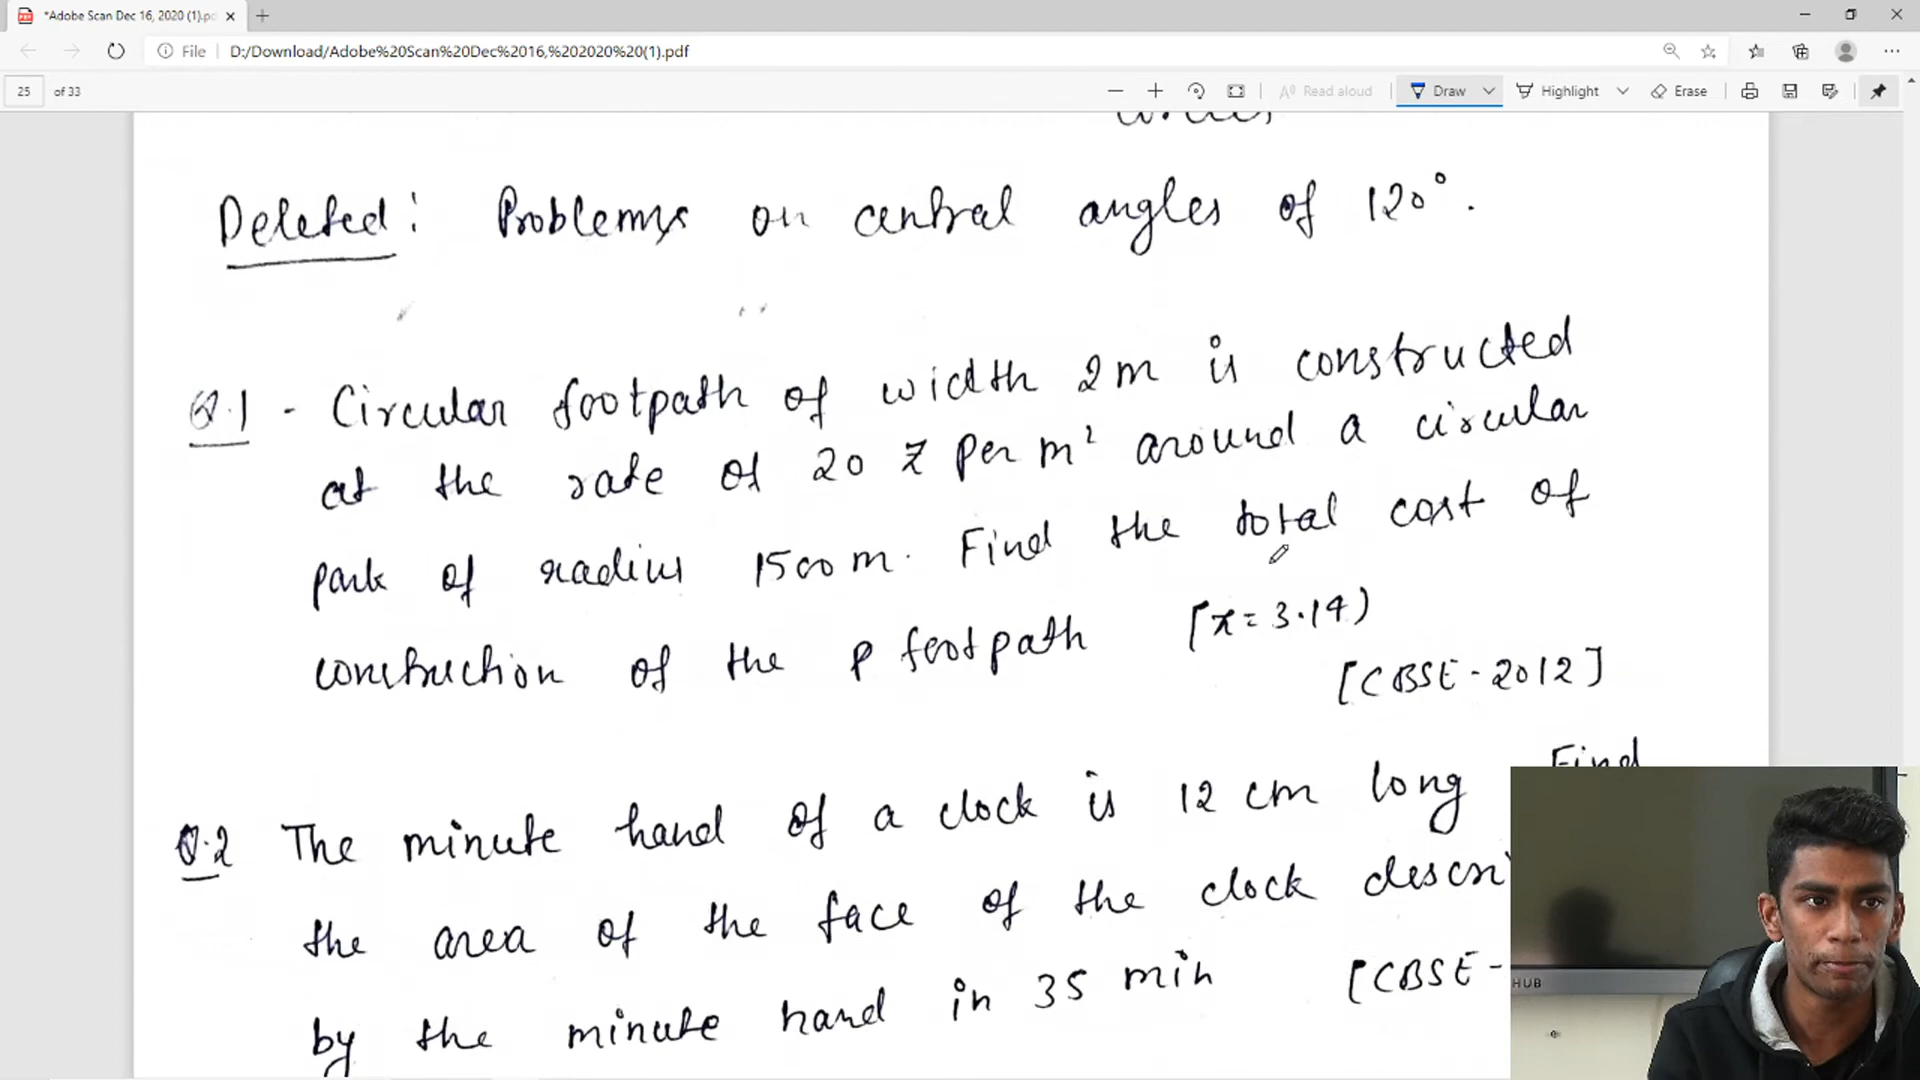 *Adobe Scan Dec 16, 2020 (1).pd
File D:/Download/Adobe%20Scan%20Dec%2016,%202020%20(1).pdf
25 of 33 Read aloud Draw Highlight Erase
Deleted: Problems on central angles of 120°.
Q.1 - Circular footpath of width 2m is constructed
at the rate of 20 ₹ per m² around a circular
park of radius 1500 m. Find the total cost of
construction of the p footpath [π = 3.14)
[CBSE - 2012]
Q.2 The minute hand of a clock is 12 cm long Find
the area of the face of the clock descri
by the minute hand in 35 min [CBSE -
HUB